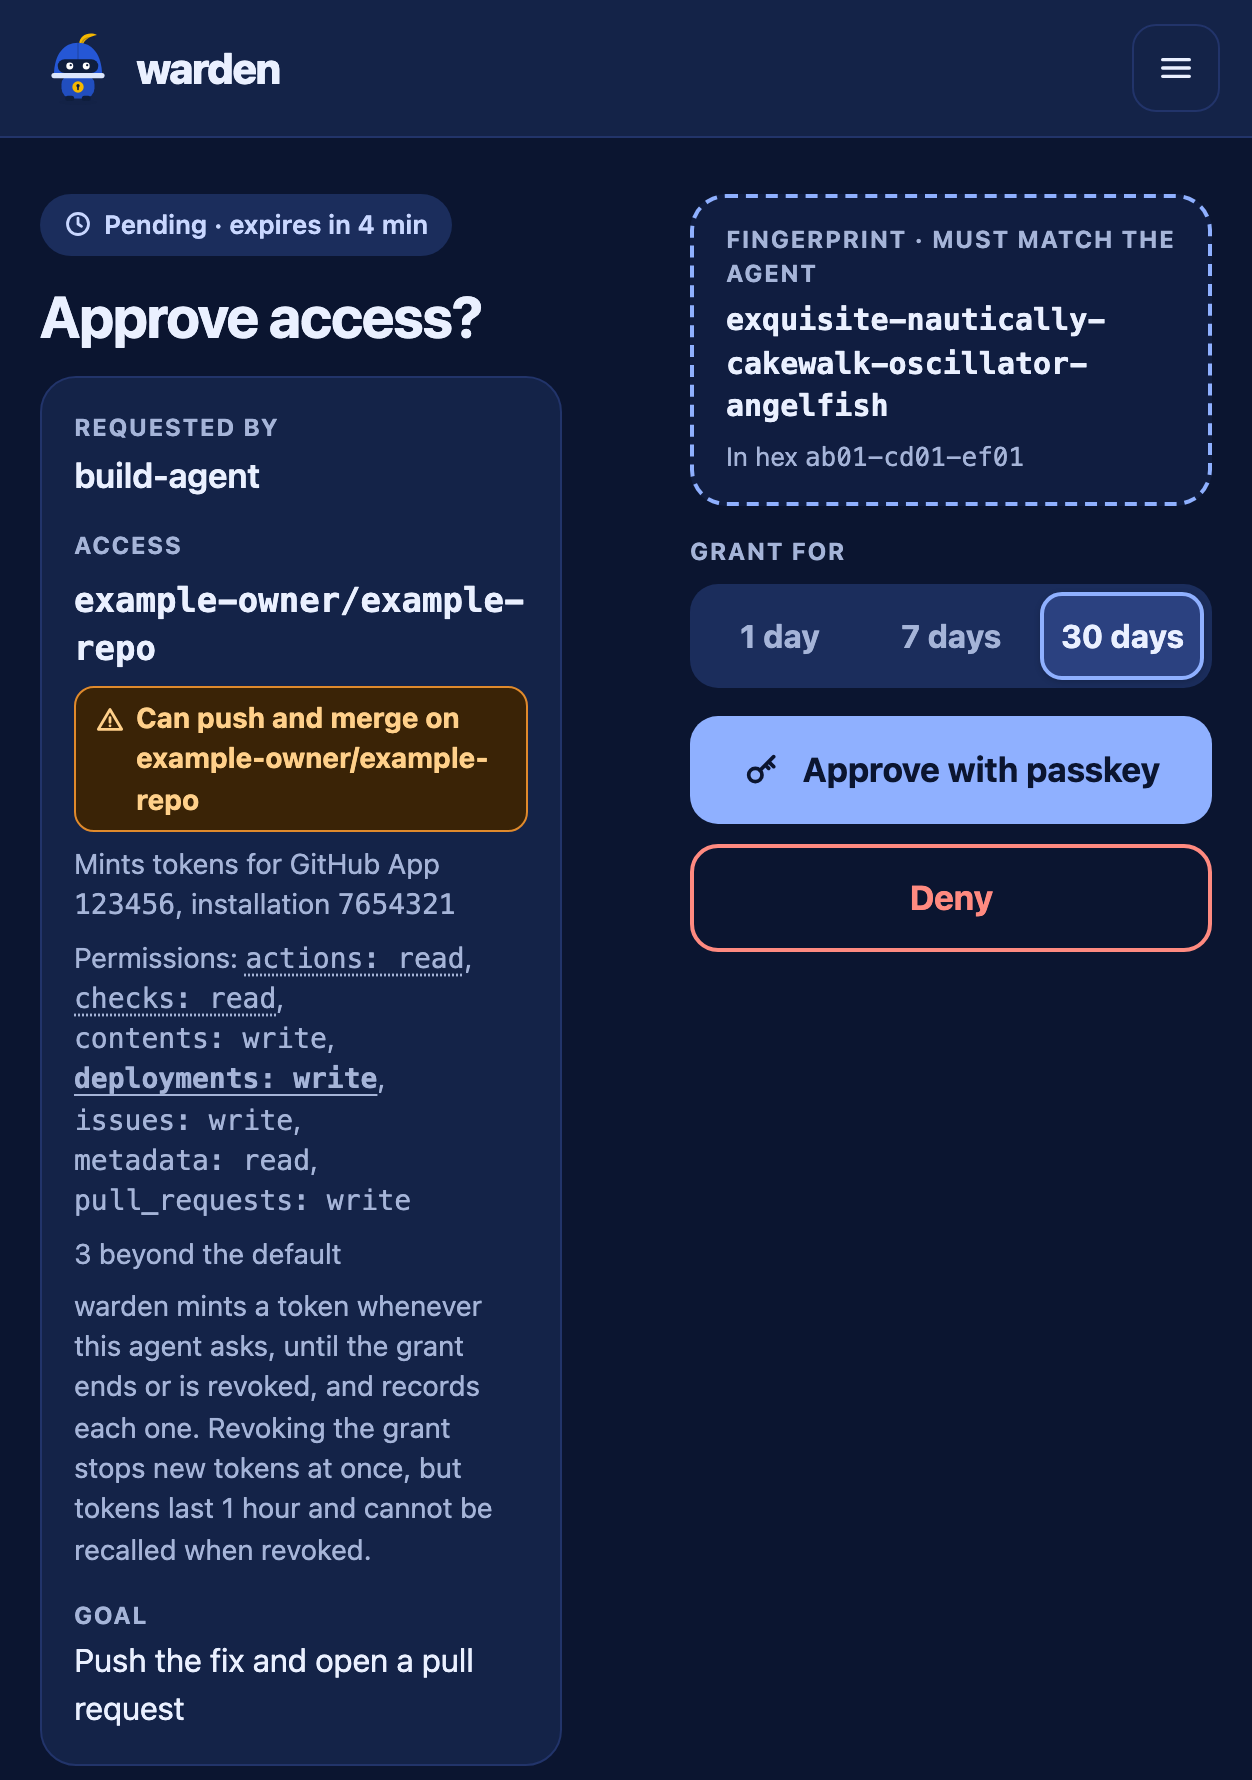 warden
Pending · expires in 4 min
Approve access?
REQUESTED BY
build-agent
ACCESS
example-owner/example-
repo
Can push and merge on
example-owner/example-
repo
Mints tokens for GitHub App
123456, installation 7654321
Permissions: actions: read,
checks: read,
contents: write,
deployments: write,
issues: write,
metadata: read,
pull_requests: write
3 beyond the default
warden mints a token whenever
this agent asks, until the grant
ends or is revoked, and records
each one. Revoking the grant
stops new tokens at once, but
tokens last 1 hour and cannot be
recalled when revoked.
GOAL
Push the fix and open a pull
request
FINGERPRINT · MUST MATCH THE
AGENT
exquisite-nautically-
cakewalk-oscillator-
angelfish
In hex ab01-cd01-ef01
GRANT FOR
1 day 7 days 30 days
Approve with passkey
Deny